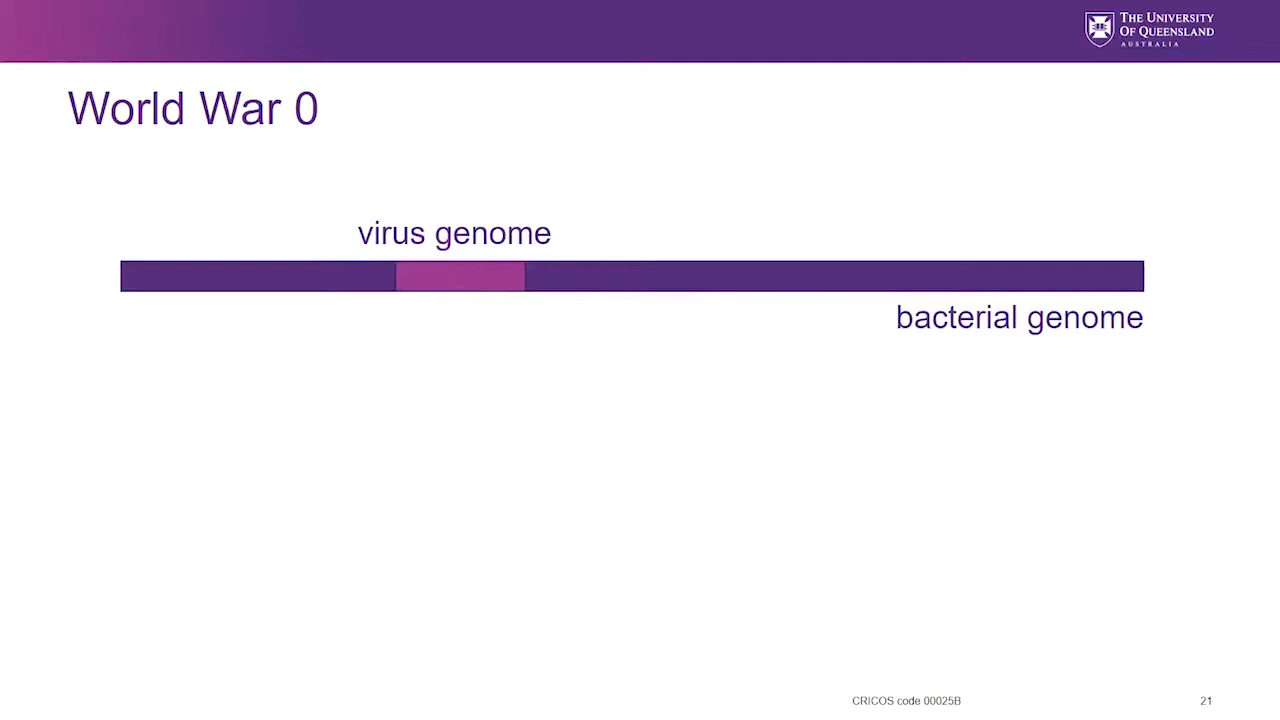 THE UNIVERSITY
OF QUEENSLAND
AUSTRALIA
World War 0
virus genome
bacterial genome
CRICOS code 00025B
21